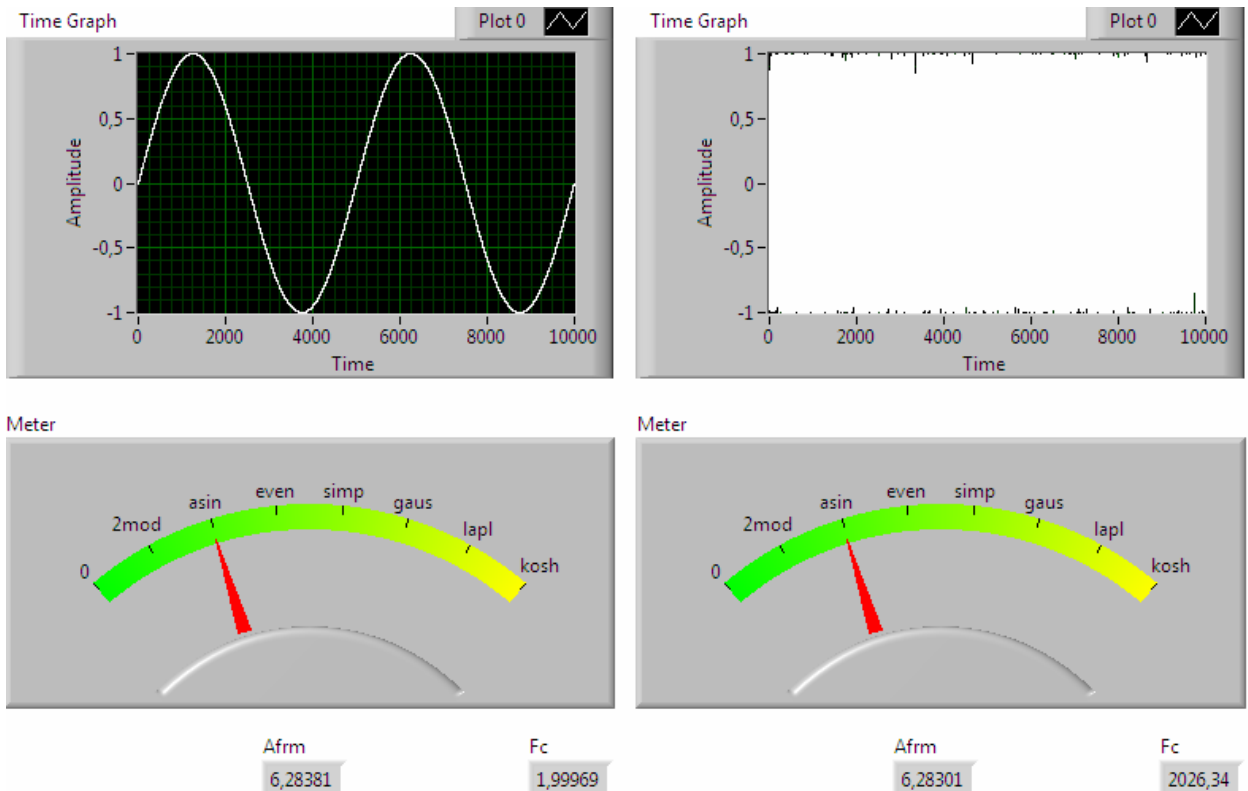 Time Graph
Plot 0
1
0,5
0
-0,5
-1
Amplitude
0 2000 4000 6000 8000 10000
Time
Meter
0 2mod asin even simp gaus lapl kosh
Afrm
6,28381
Fc
1,99969
Time Graph
Plot 0
1
0,5
0
-0,5
-1
Amplitude
0 2000 4000 6000 8000 10000
Time
Meter
0 2mod asin even simp gaus lapl kosh
Afrm
6,28301
Fc
2026,34